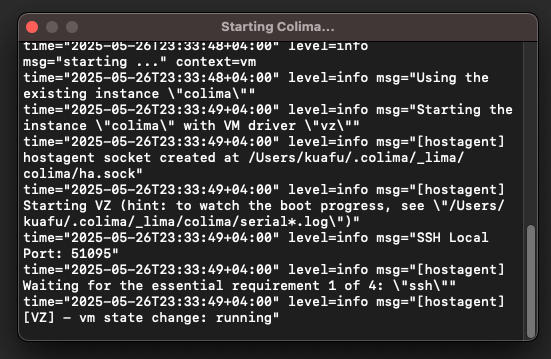 Starting Colima...
time="2025-05-26T23:33:48+04:00" level=info
msg="starting ..." context=vm
time="2025-05-26T23:33:48+04:00" level=info msg="Using the
existing instance \"colima\""
time="2025-05-26T23:33:49+04:00" level=info msg="Starting the
instance \"colima\" with VM driver \"vz\""
time="2025-05-26T23:33:49+04:00" level=info msg="[hostagent]
hostagent socket created at /Users/kuafu/.colima/_lima/
colima/ha.sock"
time="2025-05-26T23:33:49+04:00" level=info msg="[hostagent]
Starting VZ (hint: to watch the boot progress, see \"/Users/
kuafu/.colima/_lima/colima/serial*.log\")"
time="2025-05-26T23:33:49+04:00" level=info msg="SSH Local
Port: 51095"
time="2025-05-26T23:33:49+04:00" level=info msg="[hostagent]
Waiting for the essential requirement 1 of 4: \"ssh\""
time="2025-05-26T23:33:49+04:00" level=info msg="[hostagent]
[VZ] - vm state change: running"